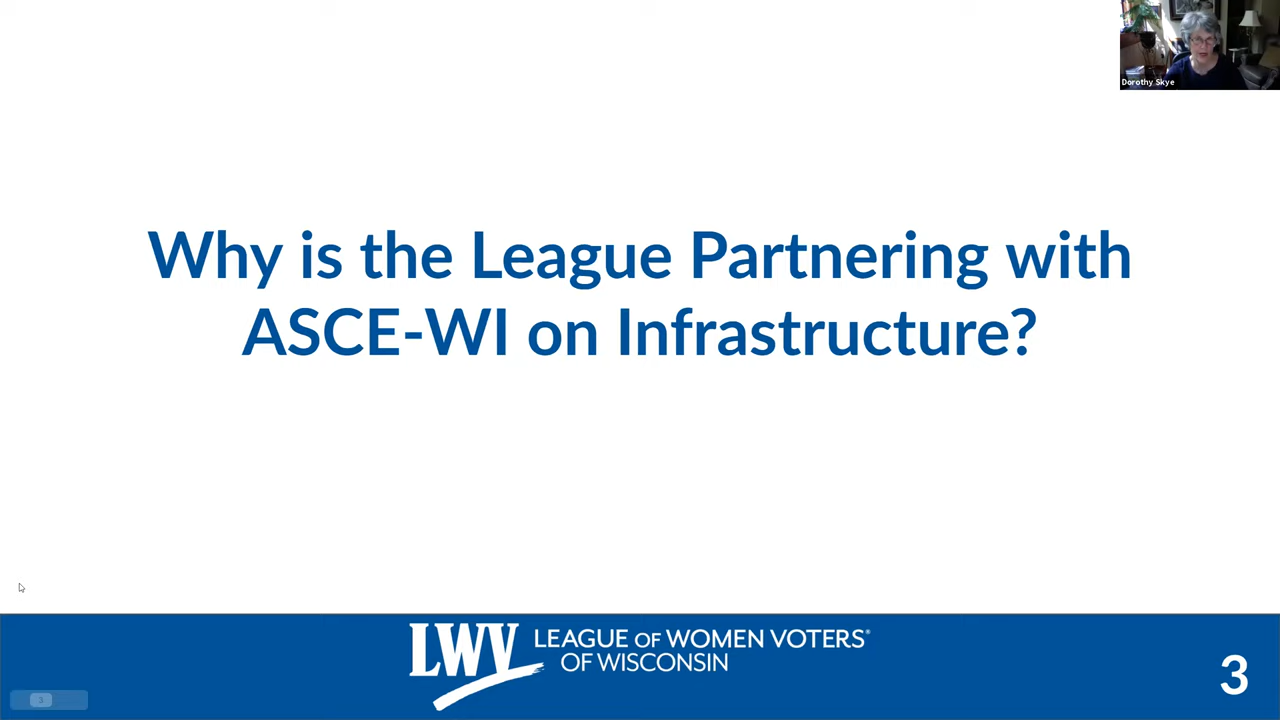 Dorothy Skye
Why is the League Partnering with
ASCE-WI on Infrastructure?
LWV LEAGUE OF WOMEN VOTERS®
OF WISCONSIN
3
3